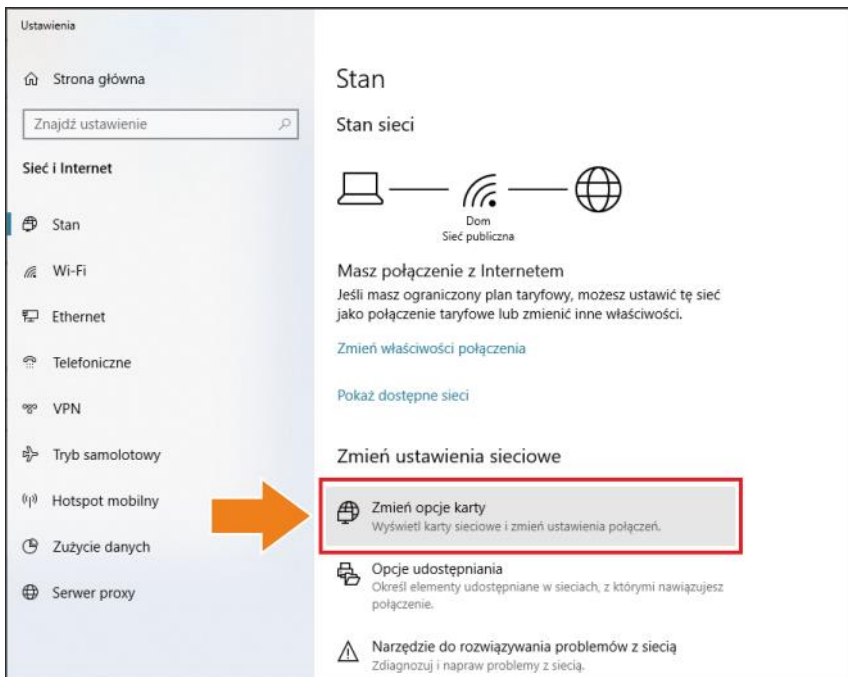 Ustawienia
Strona główna
Znajdź ustawienie
Sieć i Internet
Stan
Wi-Fi
Ethernet
Telefoniczne
VPN
Tryb samolotowy
Hotspot mobilny
Zużycie danych
Serwer proxy
Stan
Stan sieci
Dom
Sieć publiczna
Masz połączenie z Internetem
Jeśli masz ograniczony plan taryfowy, możesz ustawić tę sieć
jako połączenie taryfowe lub zmienić inne właściwości.
Zmień właściwości połączenia
Pokaż dostępne sieci
Zmień ustawienia sieciowe
Zmień opcje karty
Wyświetl karty sieciowe i zmień ustawienia połączeń.
Opcje udostępniania
Określ elementy udostępniane w sieciach, z którymi nawiązujesz
połączenie.
Narzędzie do rozwiązywania problemów z siecią
Zdiagnozuj i napraw problemy z siecią.